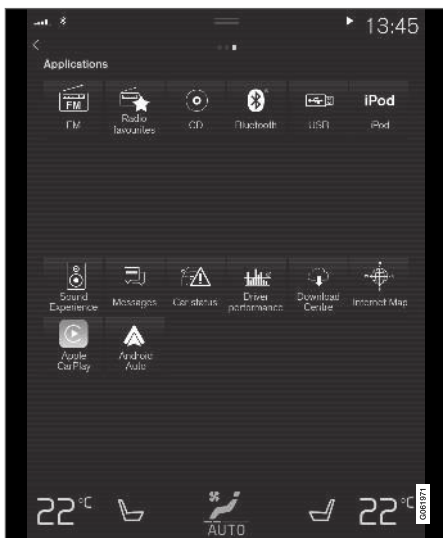 13:45
Applications
FM
iPod
FM
Radio
favourites
CD
Bluetooth
USB
iPod
Sound
Experience
Messages
Car status
Driver
performance
Download
Centre
Internet Map
Apple
CarPlay
Android
Auto
22°C
AUTO
22°C
G061971